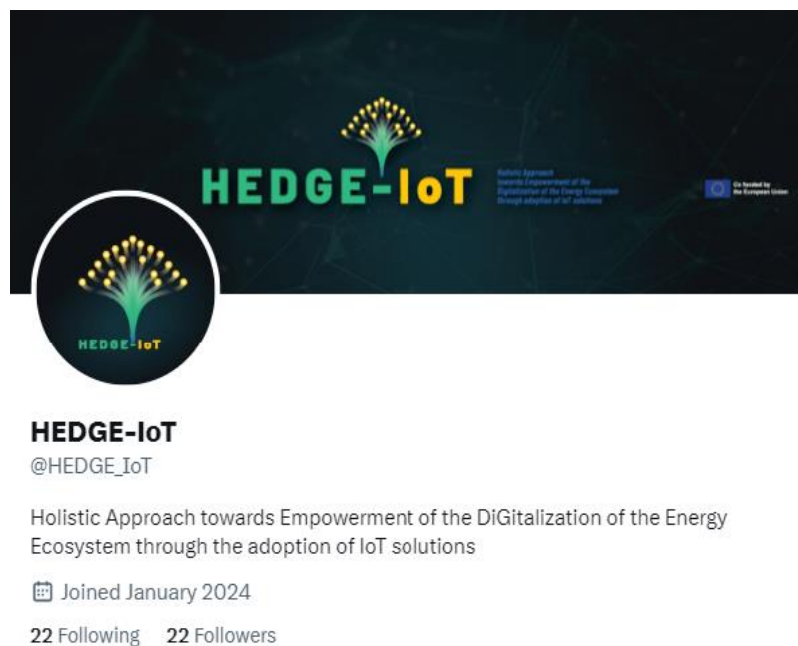 HEDGE-IoT
Holistic Approach
towards Empowerment of the
Digitalization of the Energy Ecosystem
through adoption of IoT solutions
Co funded by
the European Union
HEDGE-IoT
HEDGE-IoT
@HEDGE_IoT
Holistic Approach towards Empowerment of the DiGitalization of the Energy
Ecosystem through the adoption of IoT solutions
Joined January 2024
22 Following 22 Followers